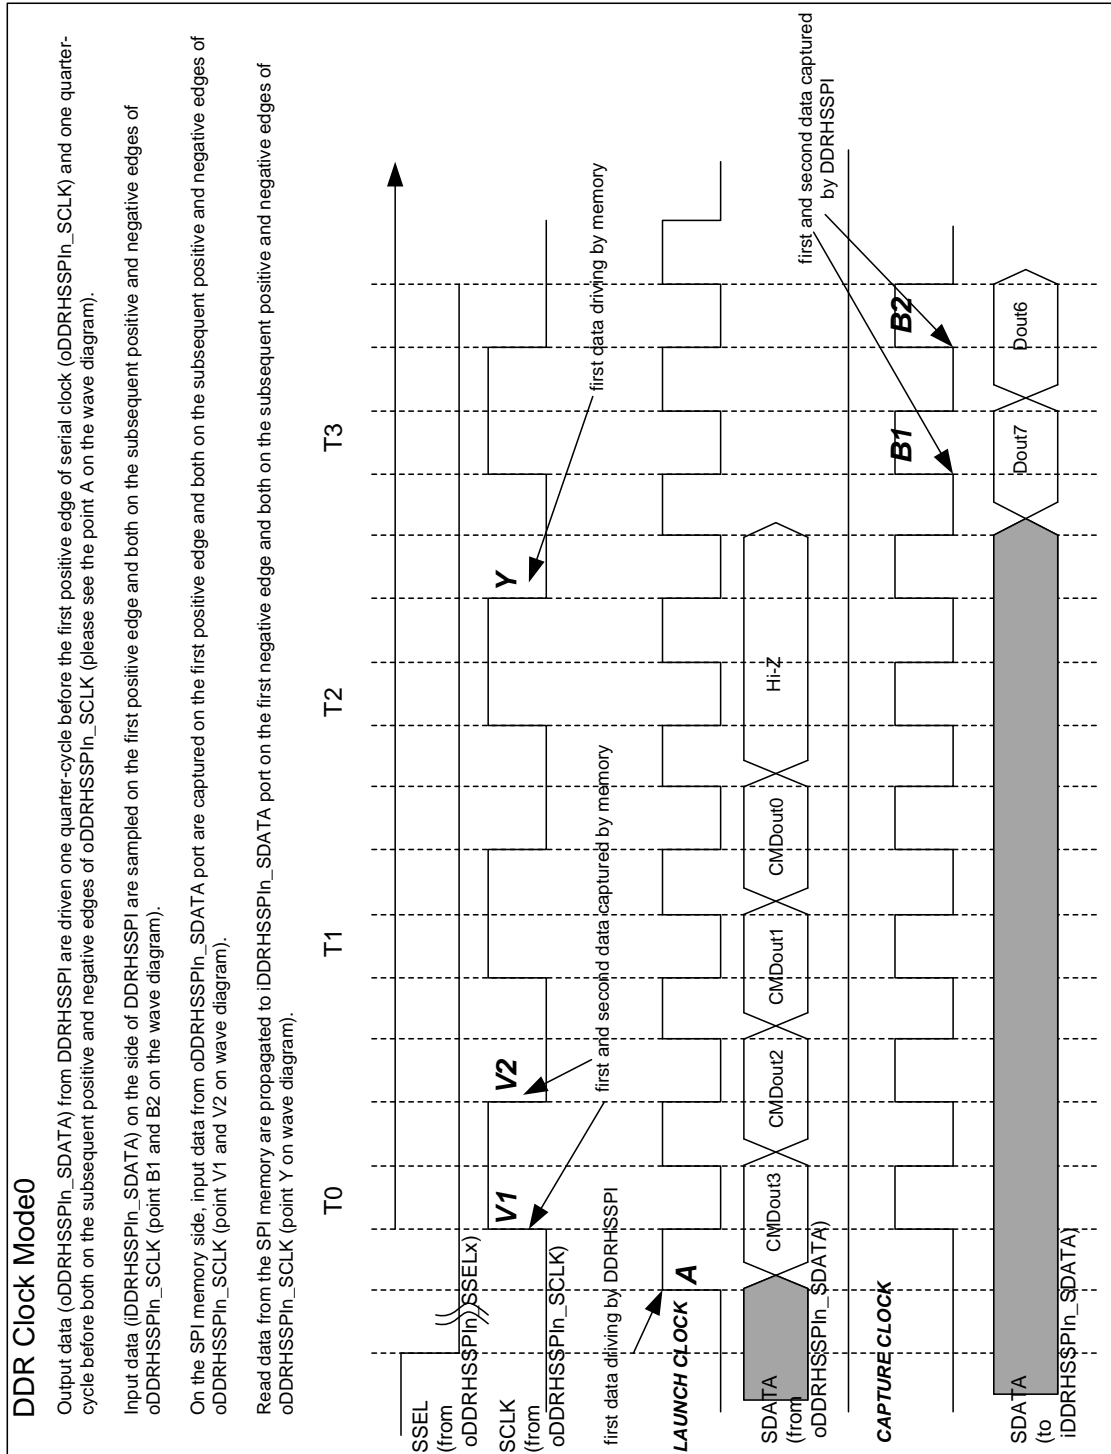 DDR Clock Mode0
Output data (oDDRHSSPIn_SDATA) from DDRHSSPI are driven one quarter-cycle before the first positive edge of serial clock (oDDRHSSPIn_SCLK) and one quarter-
cycle before both on the subsequent positive and negative edges of oDDRHSSPIn_SCLK (please see the point A on the wave diagram).
Input data (iDDRHSSPIn_SDATA) on the side of DDRHSSPI are sampled on the first positive edge and both on the subsequent positive and negative edges of
oDDRHSSPIn_SCLK (point B1 and B2 on the wave diagram).
On the SPI memory side, input data from oDDRHSSPIn_SDATA port are captured on the first positive edge and both on the subsequent positive and negative edges of
oDDRHSSPIn_SCLK (point V1 and V2 on wave diagram).
Read data from the SPI memory are propagated to iDDRHSSPIn_SDATA port on the first negative edge and both on the subsequent positive and negative edges of
oDDRHSSPIn_SCLK (point Y on wave diagram).
T0
T1
T2
T3
SSEL
(from
oDDRHSSPIn_SSELx)
SCLK
(from
oDDRHSSPIn_SCLK)
V1
V2
Y
first data driving by memory
first and second data captured by memory
first data driving by DDRHSSPI
LAUNCH CLOCK
A
SDATA
(from
oDDRHSSPIn_SDATA)
CMDout3
CMDout2
CMDout1
CMDout0
Hi-Z
first and second data captured
by DDRHSSPI
CAPTURE CLOCK
B1
B2
SDATA
(to
iDDRHSSPIn_SDATA)
Dout7
Dout6